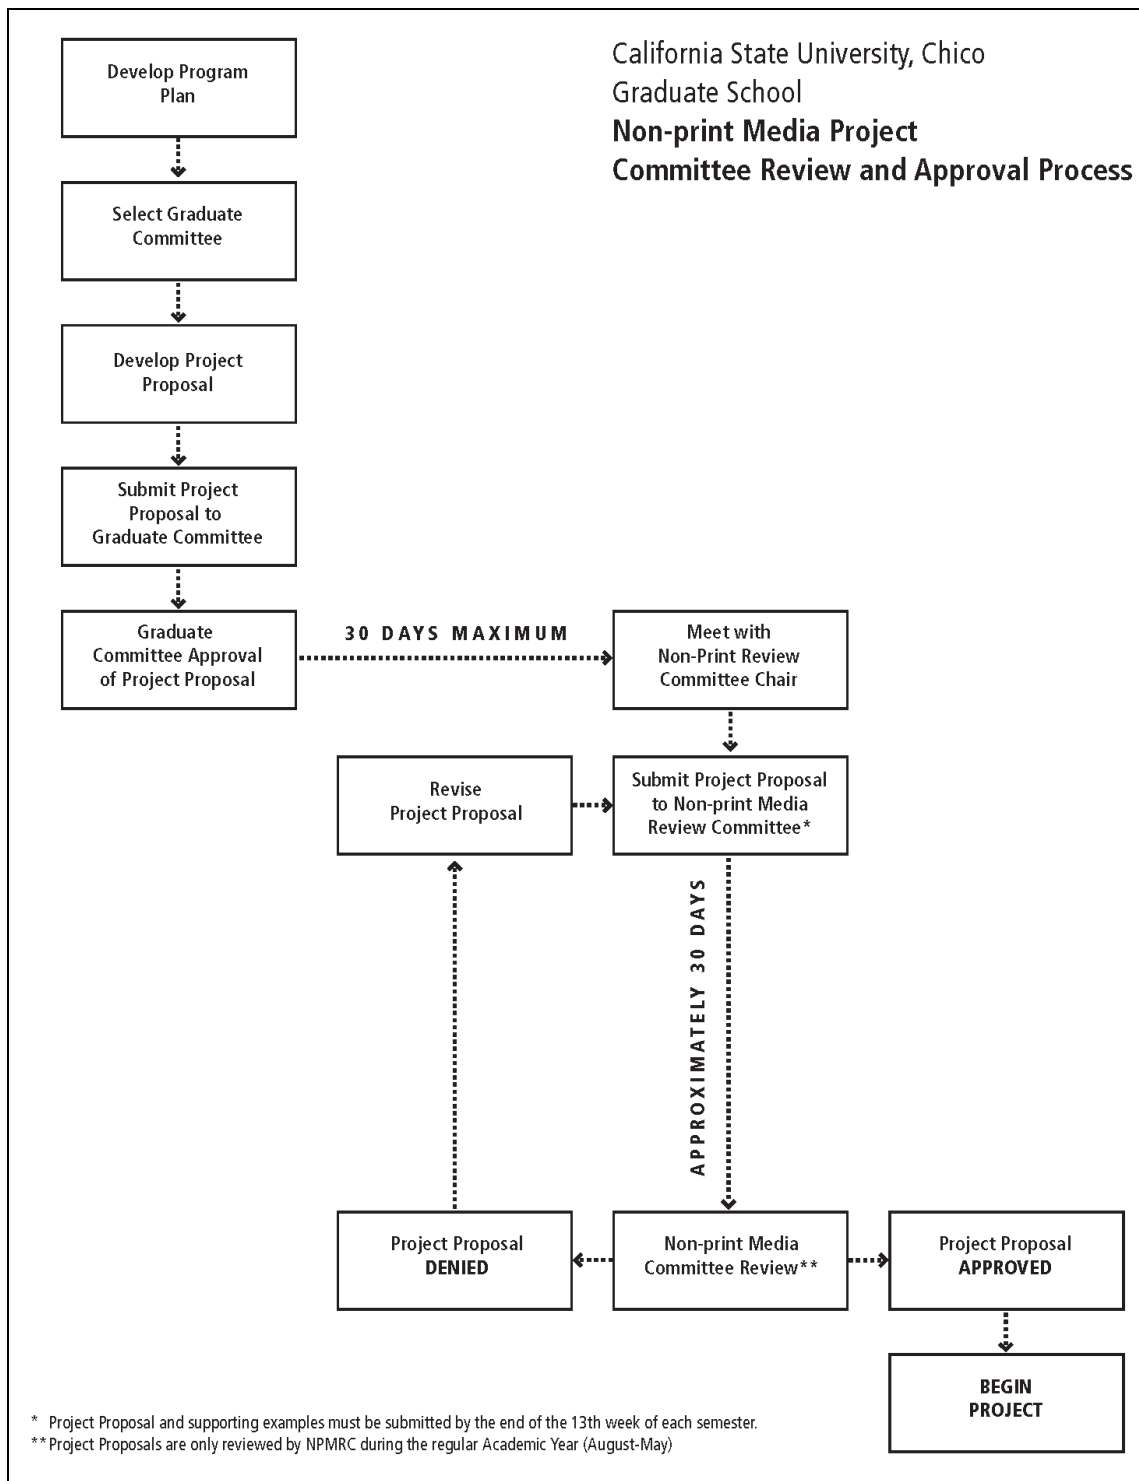 California State University, Chico
Graduate School
Non-print Media Project
Committee Review and Approval Process
Develop Program
Plan
Select Graduate
Committee
Develop Project
Proposal
Submit Project
Proposal to
Graduate Committee
Graduate
Committee Approval
of Project Proposal
30 DAYS MAXIMUM
Meet with
Non-Print Review
Committee Chair
Revise
Project Proposal
Submit Project Proposal
to Non-print Media
Review Committee*
APPROXIMATELY 30 DAYS
Project Proposal
DENIED
Non-print Media
Committee Review**
Project Proposal
APPROVED
BEGIN
PROJECT
* Project Proposal and supporting examples must be submitted by the end of the 13th week of each semester.
** Project Proposals are only reviewed by NPMRC during the regular Academic Year (August-May)